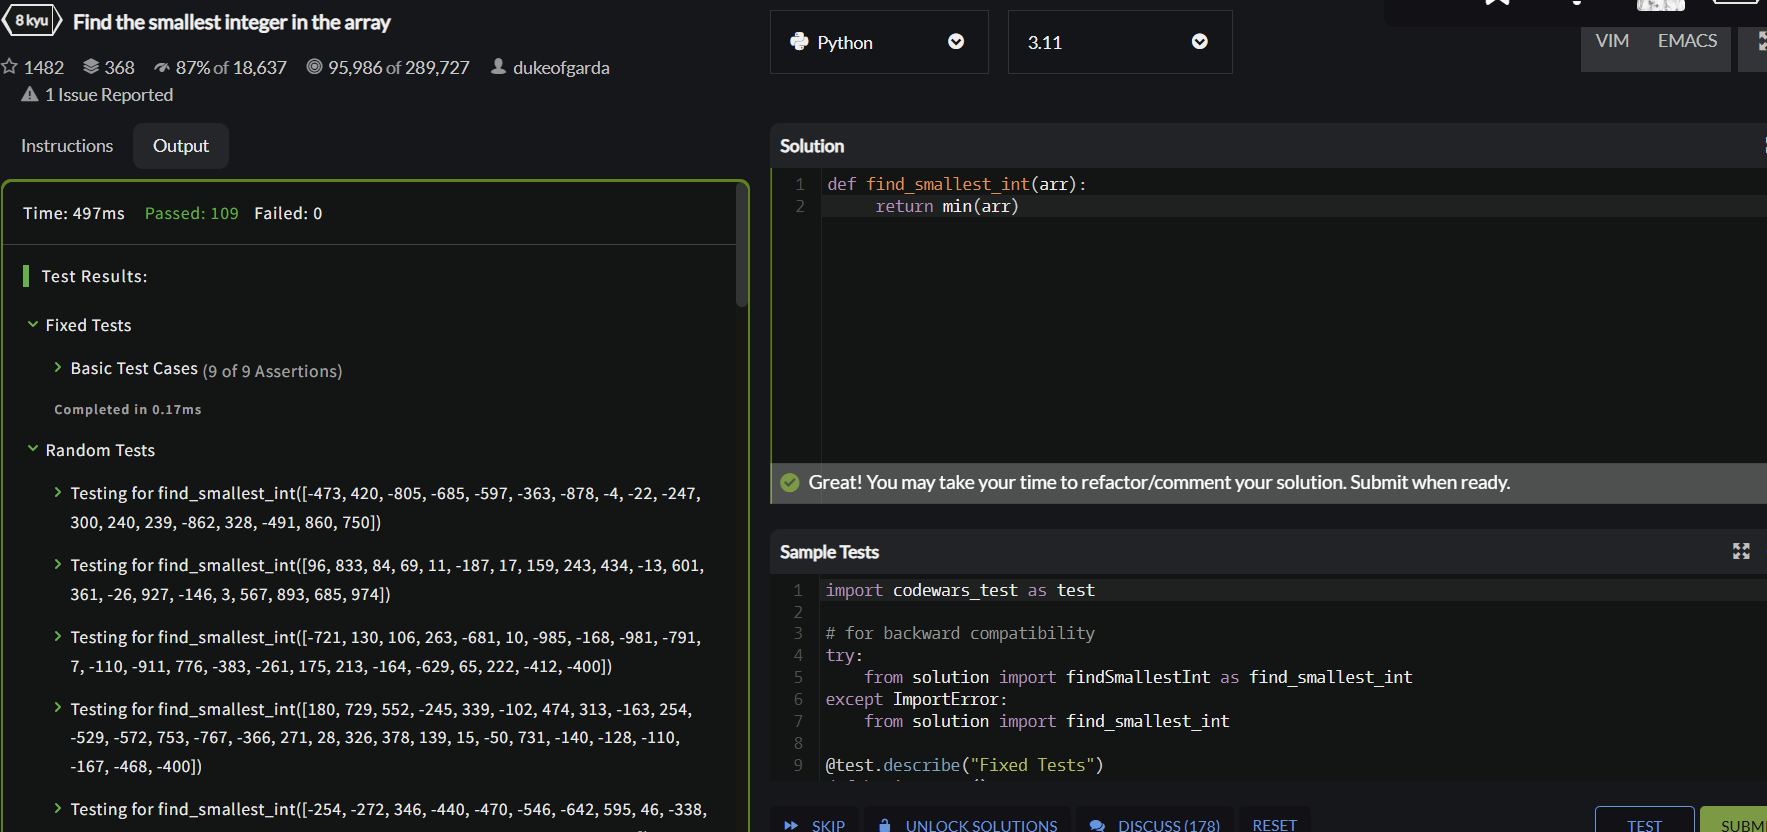 8 kyu
Find the smallest integer in the array
1482 368 87% of 18,637 95,986 of 289,727 dukeofgarda
1 Issue Reported
Instructions
Output
Time: 497ms Passed: 109 Failed: 0
Test Results:
Fixed Tests
Basic Test Cases (9 of 9 Assertions)
Completed in 0.17ms
Random Tests
Testing for find_smallest_int([-473, 420, -805, -685, -597, -363, -878, -4, -22, -247,
300, 240, 239, -862, 328, -491, 860, 750])
Testing for find_smallest_int([96, 833, 84, 69, 11, -187, 17, 159, 243, 434, -13, 601,
361, -26, 927, -146, 3, 567, 893, 685, 974])
Testing for find_smallest_int([-721, 130, 106, 263, -681, 10, -985, -168, -981, -791,
7, -110, -911, 776, -383, -261, 175, 213, -164, -629, 65, 222, -412, -400])
Testing for find_smallest_int([180, 729, 552, -245, 339, -102, 474, 313, -163, 254,
-529, -572, 753, -767, -366, 271, 28, 326, 378, 139, 15, -50, 731, -140, -128, -110,
-167, -468, -400])
Testing for find_smallest_int([-254, -272, 346, -440, -470, -546, -642, 595, 46, -338,
Python
3.11
VIM EMACS
Solution
1 def find_smallest_int(arr):
2 return min(arr)
Great! You may take your time to refactor/comment your solution. Submit when ready.
Sample Tests
1 import codewars_test as test
2
3 # for backward compatibility
4 try:
5 from solution import findSmallestInt as find_smallest_int
6 except ImportError:
7 from solution import find_smallest_int
8
9 @test.describe("Fixed Tests")
SKIP UNLOCK SOLUTIONS DISCUSS (178) RESET TEST SUBM